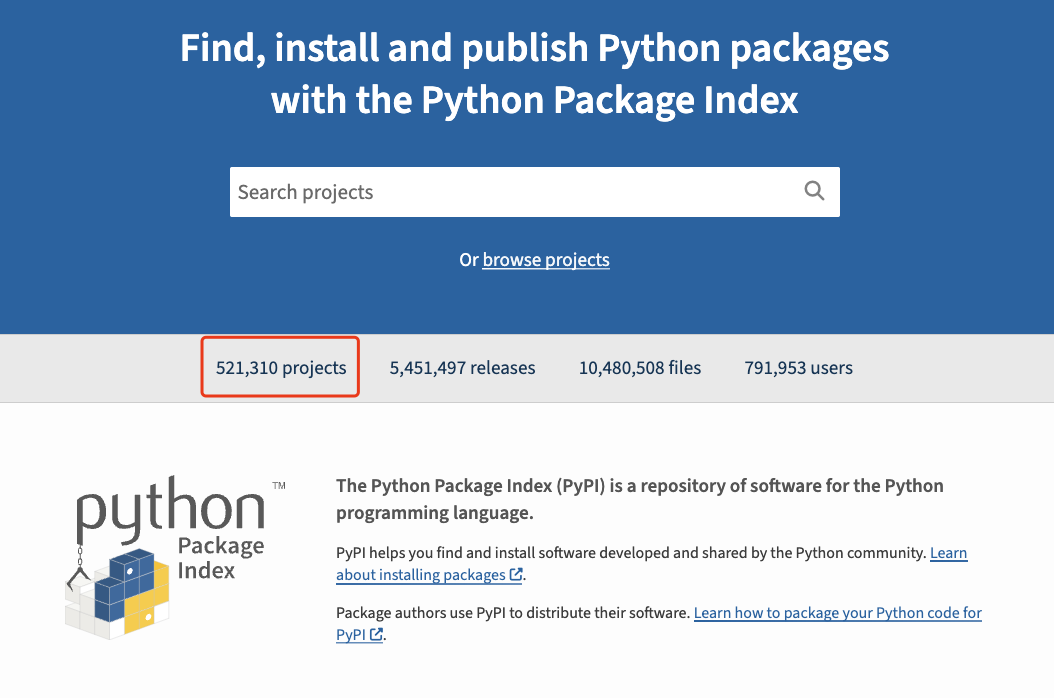 Find, install and publish Python packages
with the Python Package Index
Search projects
Or browse projects
521,310 projects 5,451,497 releases 10,480,508 files 791,953 users
python™
Package
Index
The Python Package Index (PyPI) is a repository of software for the Python
programming language.
PyPI helps you find and install software developed and shared by the Python community. Learn
about installing packages.
Package authors use PyPI to distribute their software. Learn how to package your Python code for
PyPI.